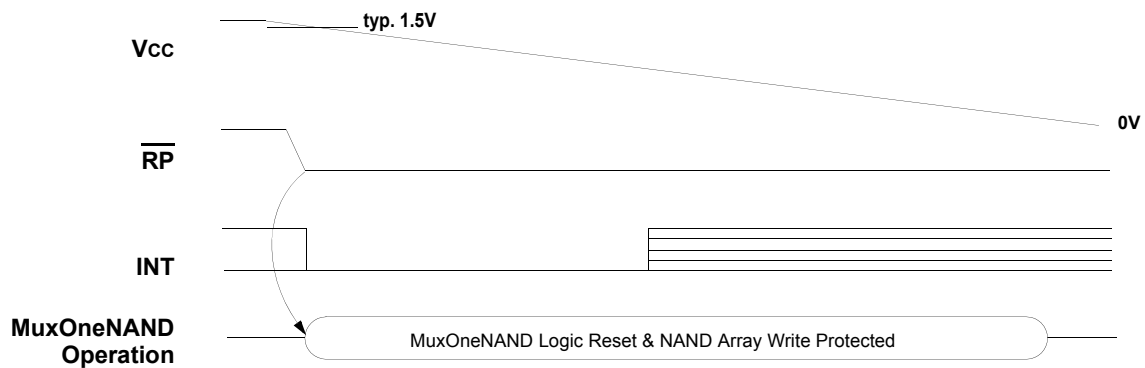 typ. 1.5V
Vcc
0V
RP
INT
MuxOneNAND
Operation
MuxOneNAND Logic Reset & NAND Array Write Protected